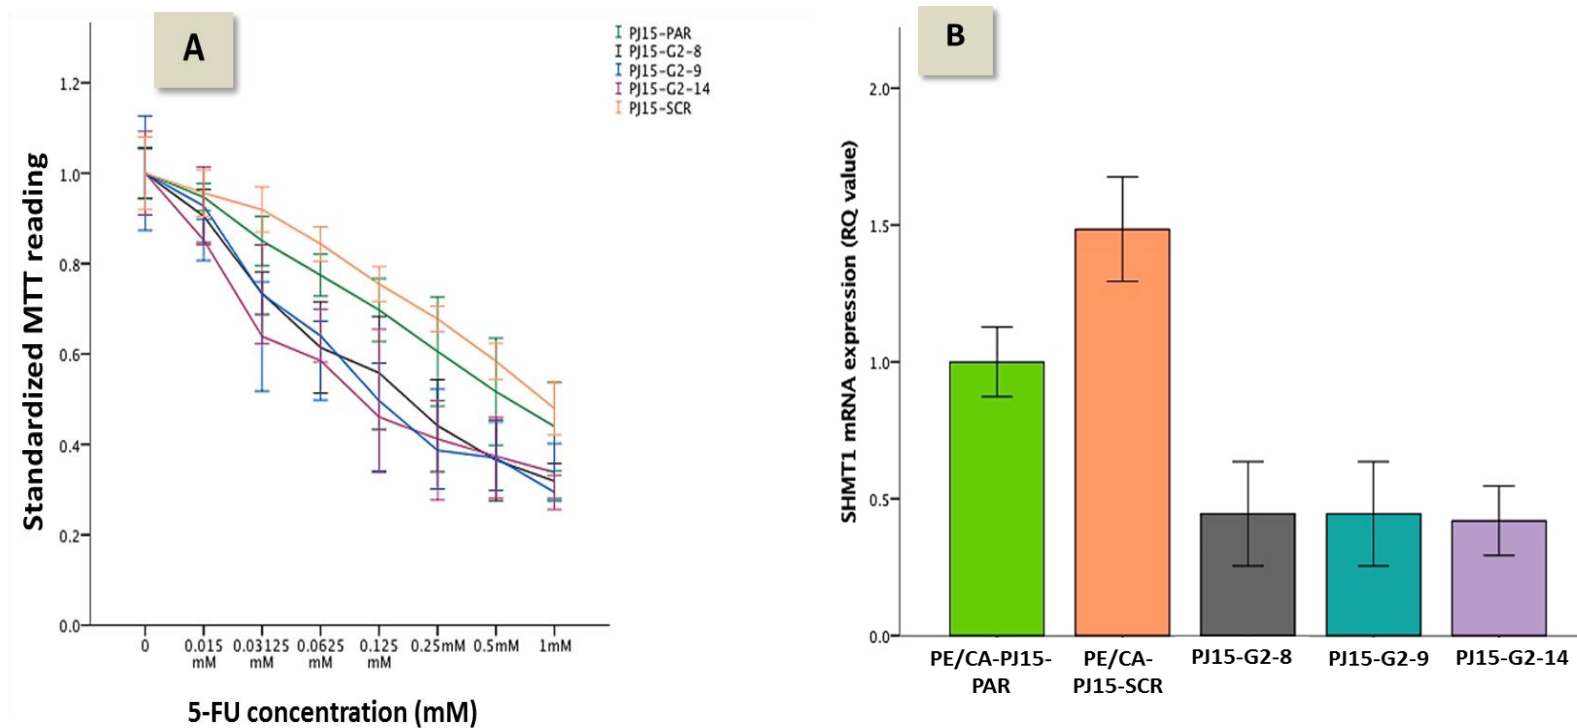 A
PJ15-PAR
PJ15-G2-8
PJ15-G2-9
PJ15-G2-14
PJ15-SCR
Standardized MTT reading
1.2
1.0
0.8
0.6
0.4
0.2
0.0
0 0.015 0.03125 0.0625 0.125 0.25mM 0.5mM 1mM
mM mM mM mM
5-FU concentration (mM)
B
SHMT1 mRNA expression (RQ value)
2.0
1.5
1.0
0.5
0.0
PE/CA-PJ15- PE/CA- PJ15-G2-8 PJ15-G2-9 PJ15-G2-14
PAR PJ15-SCR